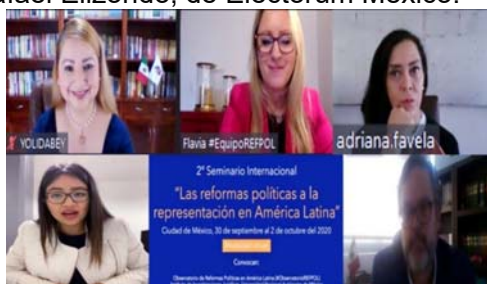 afael Elizondo, de Electorum México.
YOLIDABEY
Flavia #EquipoREFPOL
adriana.favela
2° Seminario Internacional
"Las reformas políticas a la
representación en América Latina"
Ciudad de México, 30 de septiembre al 2 de octubre del 2020
Convocan:
Observatorio de Reformas Políticas en América Latina (#ObservatorioREFPOL)